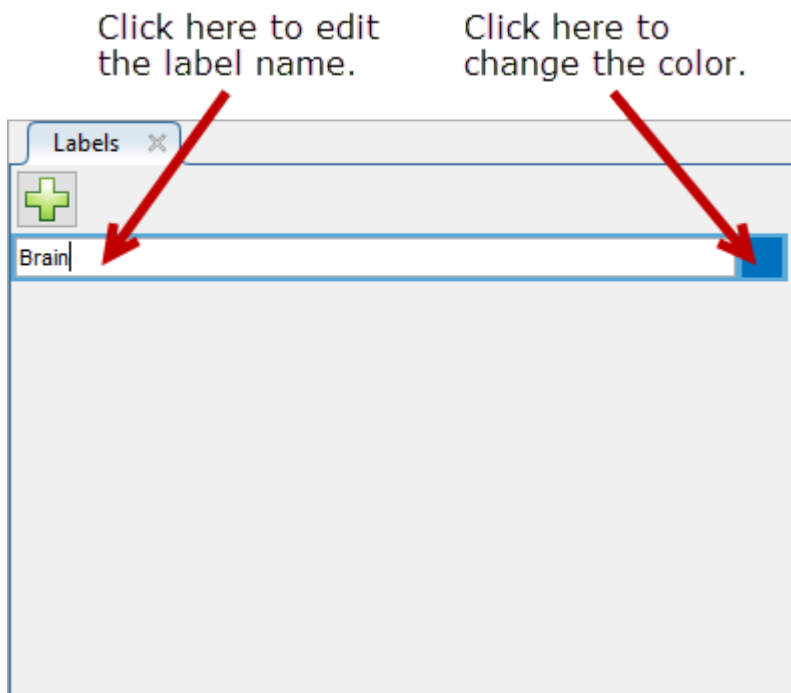 Click here to edit
the label name.
Click here to
change the color.
Labels
Brain